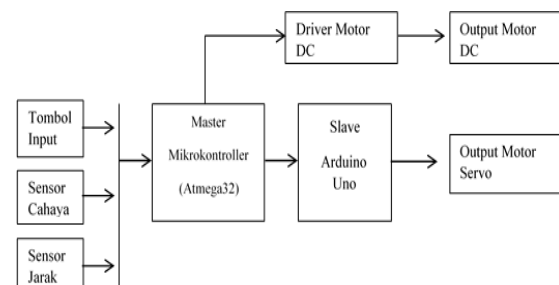 Driver Motor
DC
Output Motor
DC
Tombol
Input
Sensor
Cahaya
Sensor
Jarak
Master
Mikrokontroller
(Atmega32)
Slave
Arduino
Uno
Output Motor
Servo